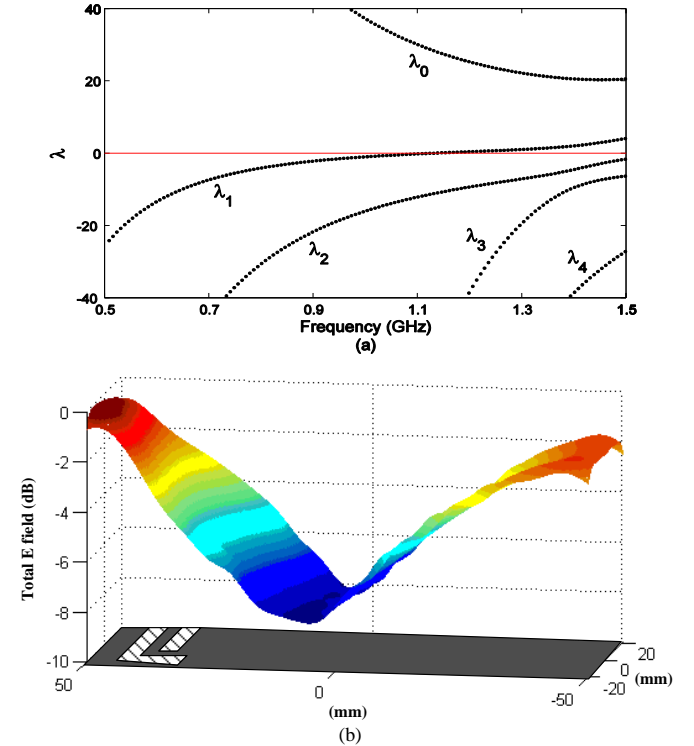 40
λ0
20
λ
0
λ1
λ2
λ3
-20
λ4
-40
0.5 0.7 0.9 1.1 1.3 1.5
Frequency (GHz)
(a)
0
-2
Total E field (dB)
-4
-6
-8
-10
20
0
-20
(mm)
50
0
-50
(mm)
(b)